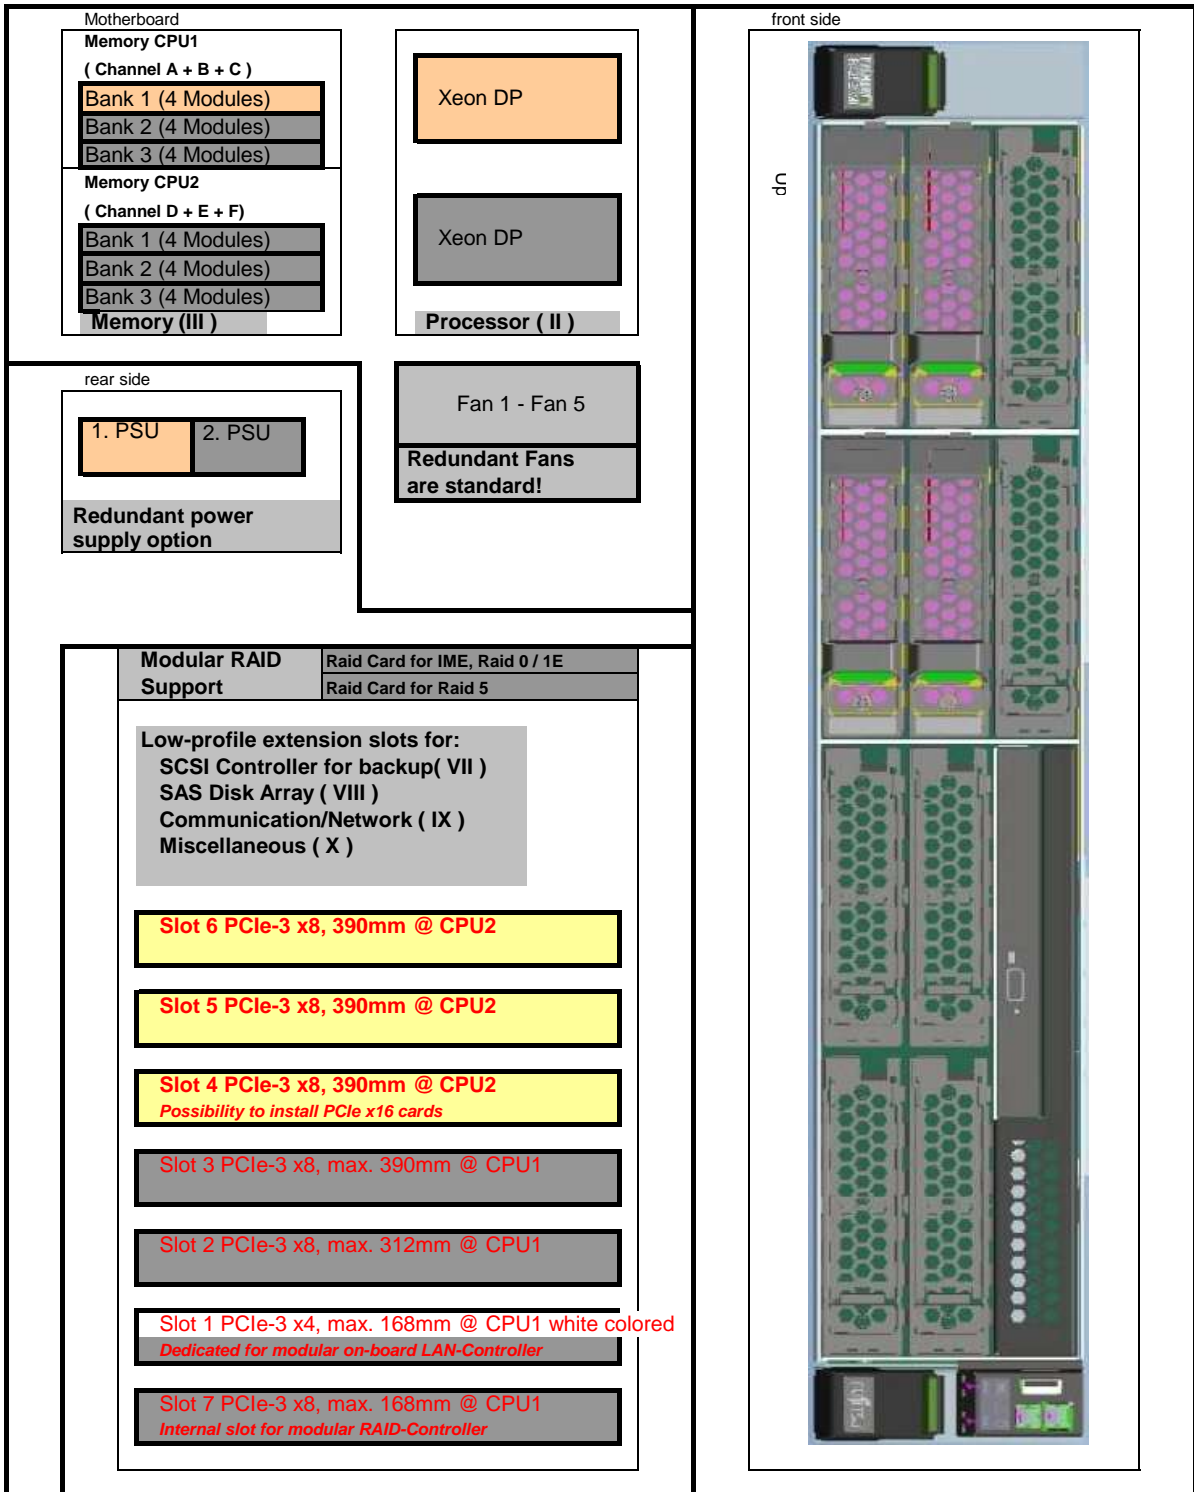 Motherboard
Memory CPU1
( Channel A + B + C )
Bank 1 (4 Modules)
Bank 2 (4 Modules)
Bank 3 (4 Modules)
Memory CPU2
( Channel D + E + F)
Bank 1 (4 Modules)
Bank 2 (4 Modules)
Bank 3 (4 Modules)
Memory (III )
Xeon DP
Xeon DP
Processor ( II )
rear side
1. PSU
2. PSU
Redundant power
supply option
Fan 1 - Fan 5
Redundant Fans
are standard!
Modular RAID
Support
Raid Card for IME, Raid 0 / 1E
Raid Card for Raid 5
Low-profile extension slots for:
SCSI Controller for backup( VII )
SAS Disk Array ( VIII )
Communication/Network ( IX )
Miscellaneous ( X )
Slot 6 PCIe-3 x8, 390mm @ CPU2
Slot 5 PCIe-3 x8, 390mm @ CPU2
Slot 4 PCIe-3 x8, 390mm @ CPU2
Possibility to install PCIe x16 cards
Slot 3 PCIe-3 x8, max. 390mm @ CPU1
Slot 2 PCIe-3 x8, max. 312mm @ CPU1
Slot 1 PCIe-3 x4, max. 168mm @ CPU1 white colored
Dedicated for modular on-board LAN-Controller
Slot 7 PCIe-3 x8, max. 168mm @ CPU1
Internal slot for modular RAID-Controller
front side
up